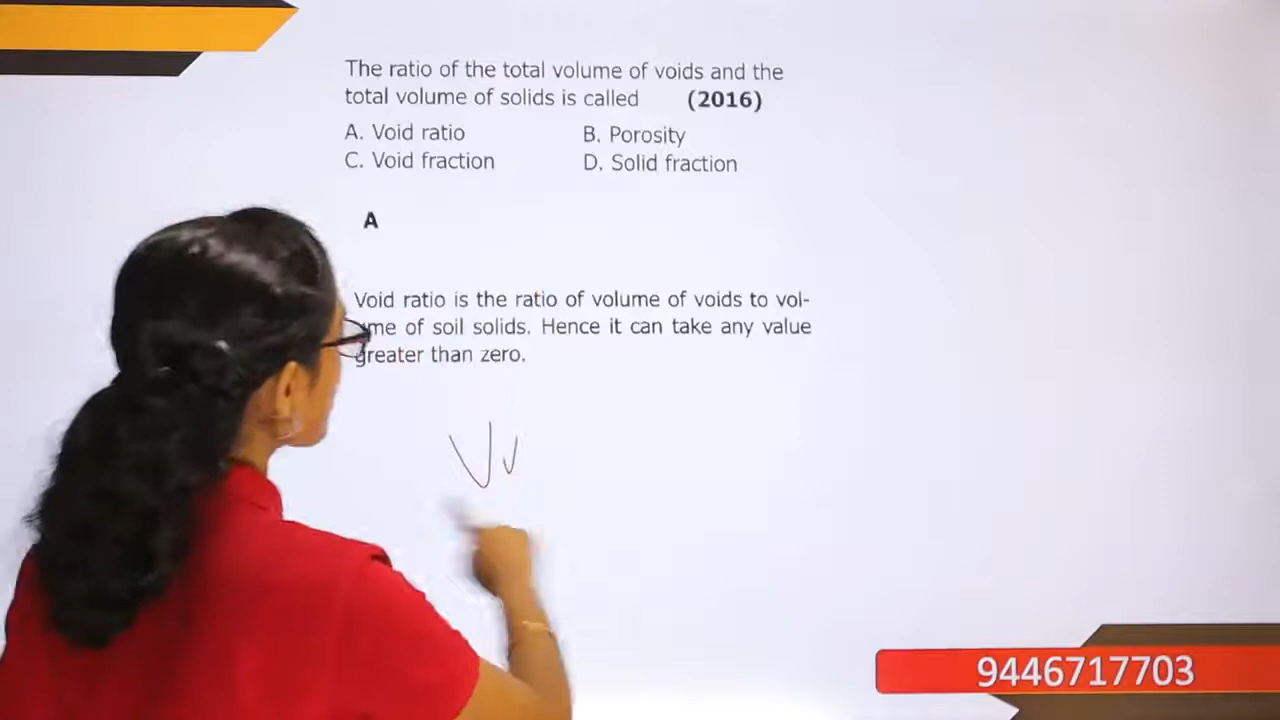 The ratio of the total volume of voids and the
total volume of solids is called (2016)
A. Void ratio B. Porosity
C. Void fraction D. Solid fraction
A
Void ratio is the ratio of volume of voids to vol-
ume of soil solids. Hence it can take any value
greater than zero.
Vv
9446717703